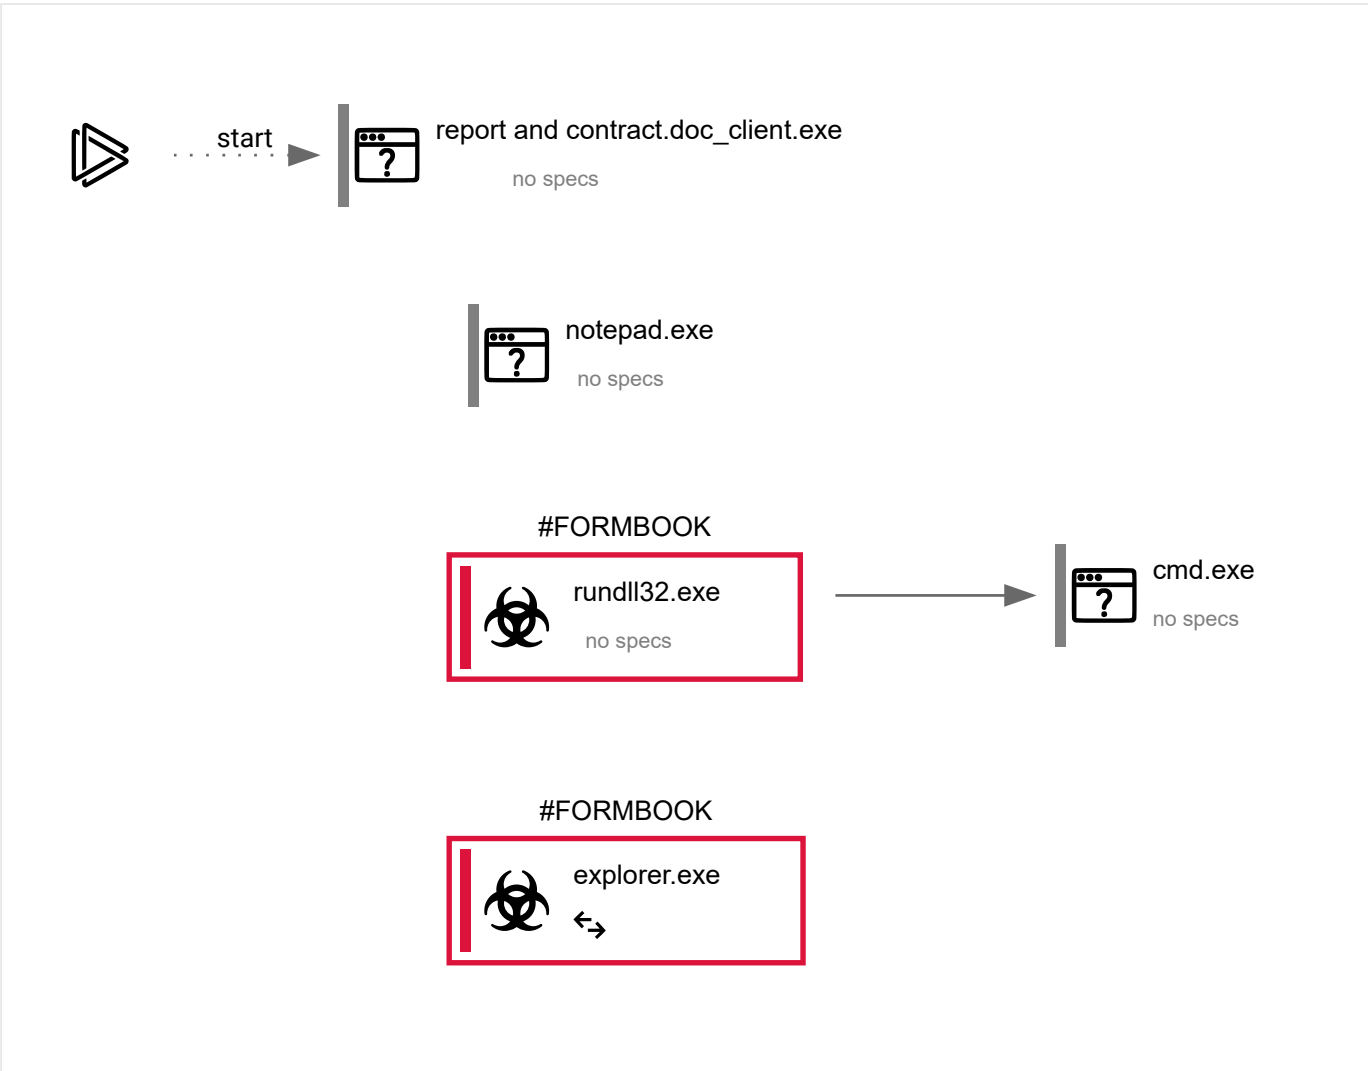 start
report and contract.doc_client.exe
no specs
notepad.exe
no specs
#FORMBOOK
rundll32.exe
no specs
cmd.exe
no specs
#FORMBOOK
explorer.exe